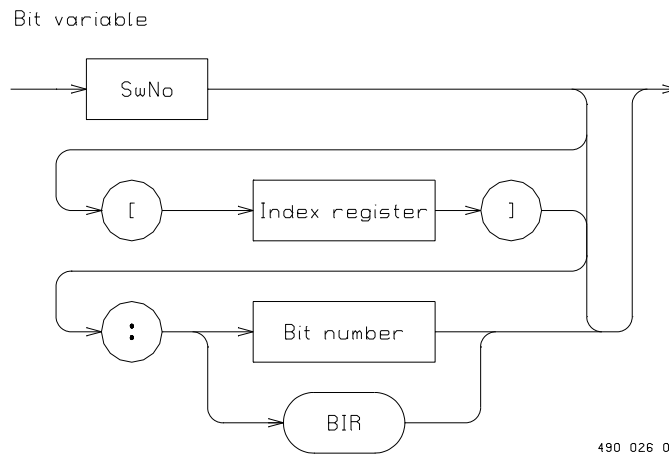 Bit variable
SwNo
[ Index register ]
: Bit number
BIR
490 026 0